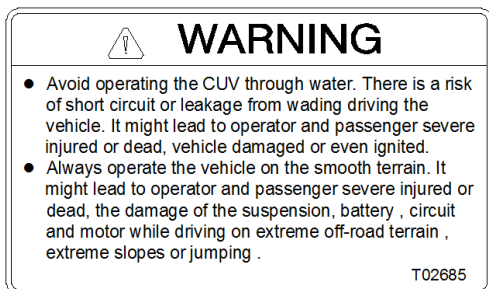 WARNING
● Avoid operating the CUV through water. There is a risk
of short circuit or leakage from wading driving the
vehicle. It might lead to operator and passenger severe
injured or dead, vehicle damaged or even ignited.
● Always operate the vehicle on the smooth terrain. It
might lead to operator and passenger severe injured or
dead, the damage of the suspension, battery , circuit
and motor while driving on extreme off-road terrain ,
extreme slopes or jumping .
T02685